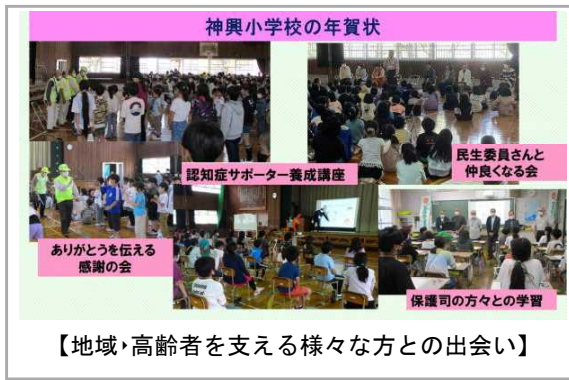 神興小学校の年賀状
認知症サポーター養成講座
民生委員さんと
仲良くなる会
ありがとうを伝える
感謝の会
保護司の方々との学習
【地域・高齢者を支える様々な方との出会い】